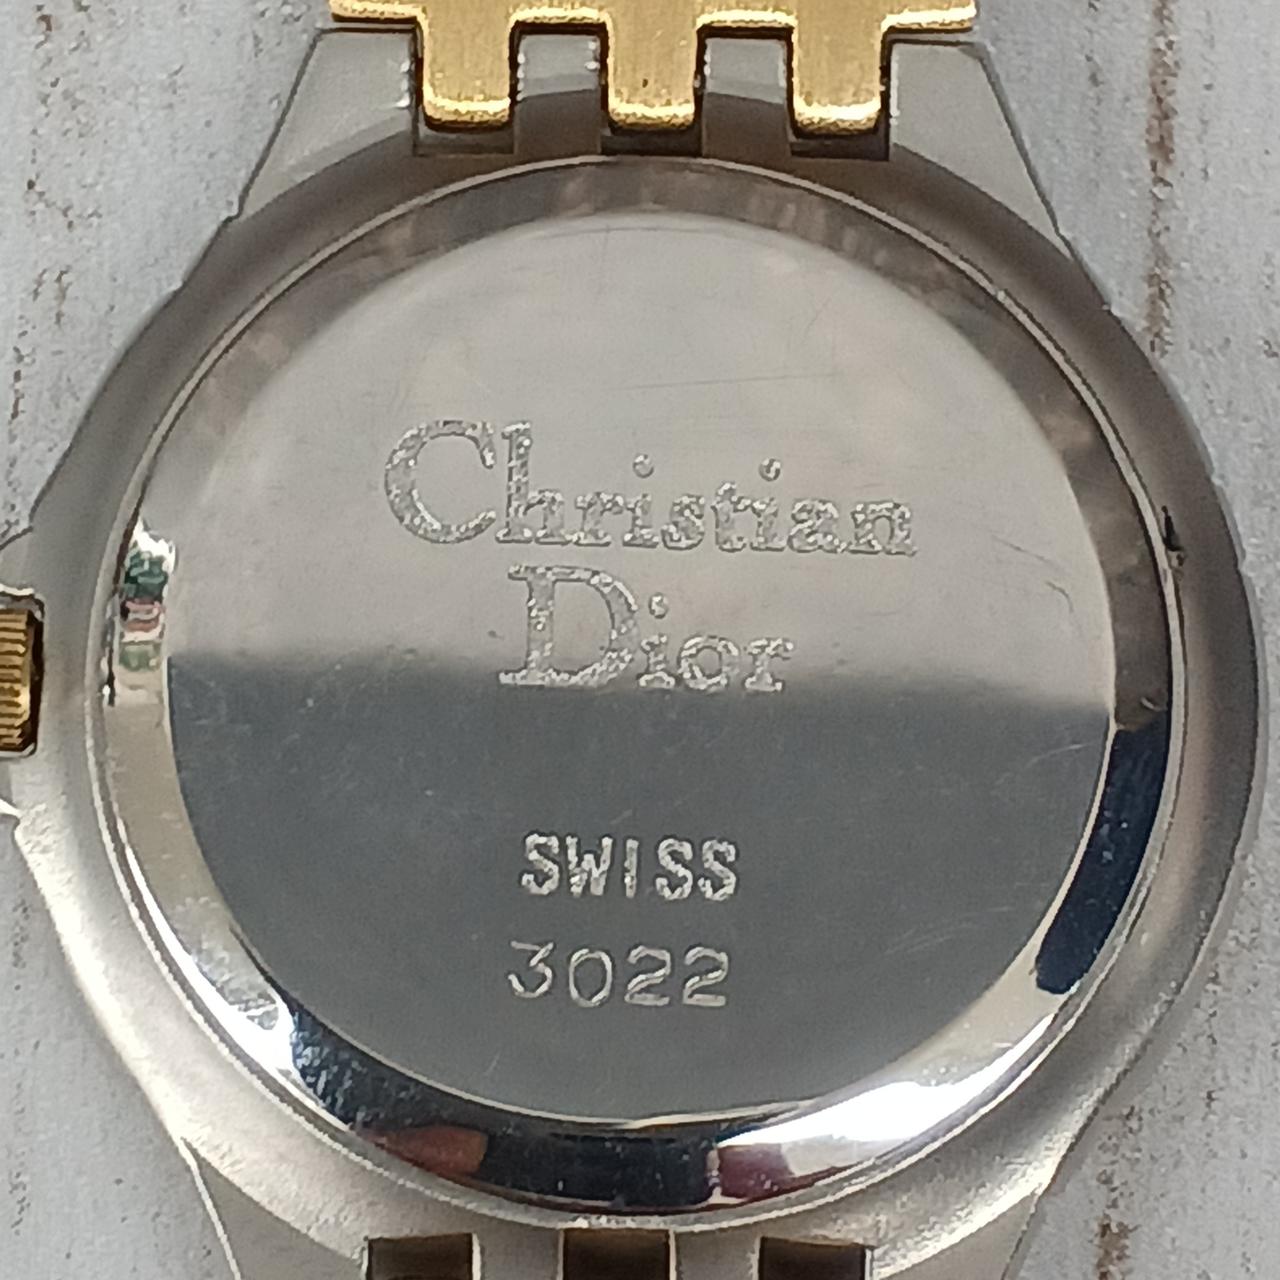 Christian
Dior
SWISS
3022